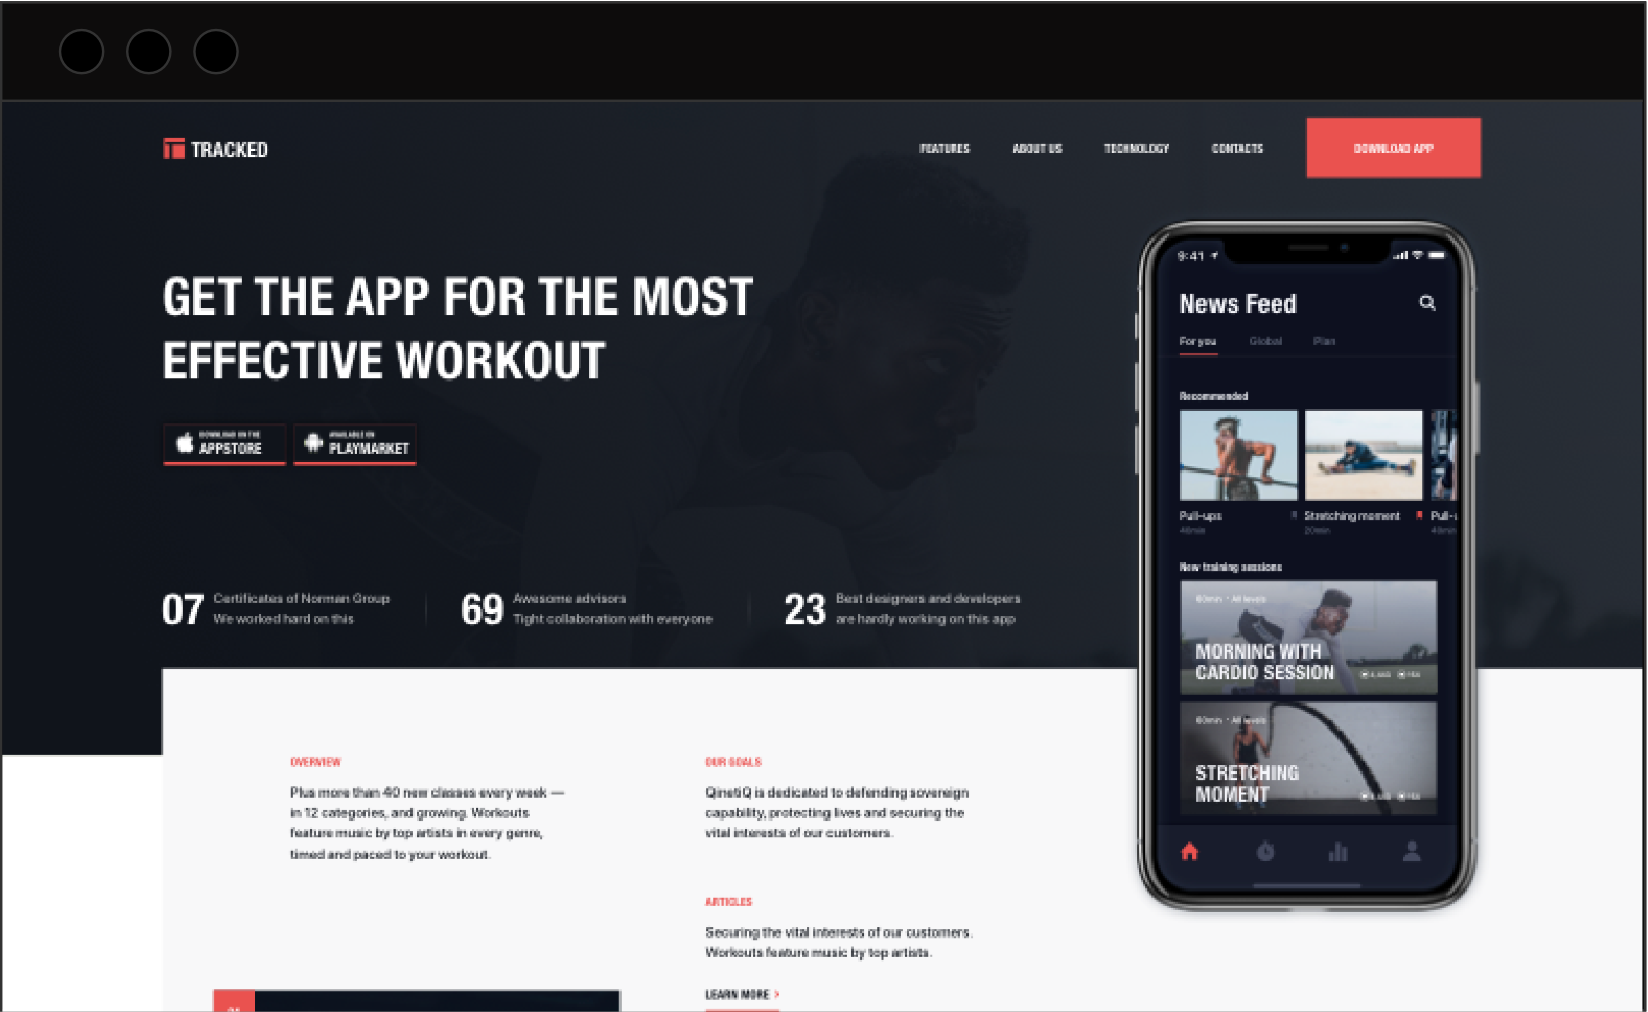 TRACKED
FEATURES
ABOUT US
TECHNOLOGY
CONTACTS
DOWNLOAD APP
GET THE APP FOR THE MOST
EFFECTIVE WORKOUT
DOWNLOAD ON THE
APPSTORE
AVAILABLE ON
PLAYMARKET
07
Certificates of Norman Group
We worked hard on this
69
Awesome advisors
Tight collaboration with everyone
23
Best designers and developers
are hardly working on this app
9:41
News Feed
For you
Global
Plan
Recommended
Pull-ups
Stretching moment
Pull-
20min
New training sessions
60min · All levels
MORNING WITH
CARDIO SESSION
60min · All levels
STRETCHING
MOMENT
OVERVIEW
Plus more than 40 new classes every week —
in 12 categories, and growing. Workouts
feature music by top artists in every genre,
timed and paced to your workout.
OUR GOALS
QinetiQ is dedicated to defending sovereign
capability, protecting lives and securing the
vital interests of our customers.
ARTICLES
Securing the vital interests of our customers.
Workouts feature music by top artists.
LEARN MORE >